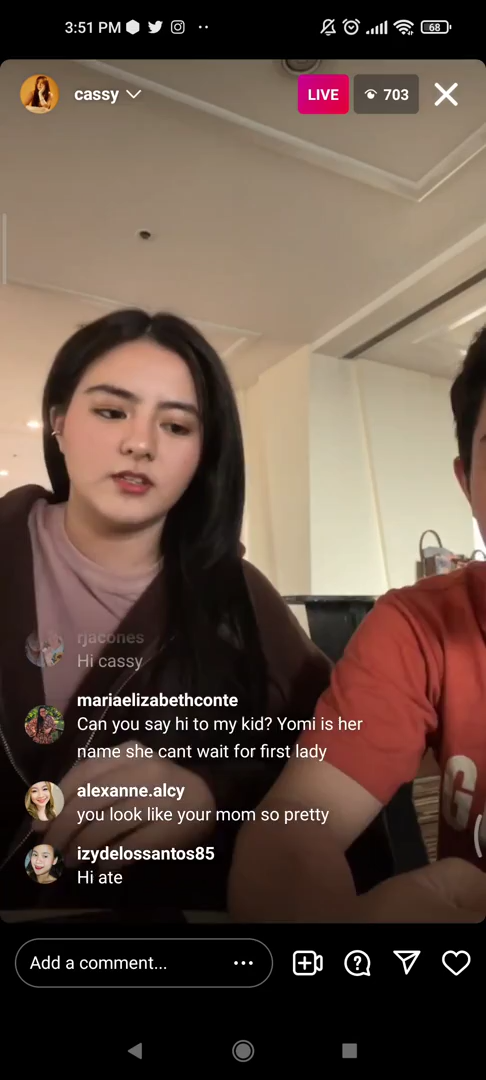 3:51 PM
68
cassy
LIVE
703
rjacones
Hi cassy
mariaelizabethconte
Can you say hi to my kid? Yomi is her
name she cant wait for first lady
alexanne.alcy
you look like your mom so pretty
G
izydelossantos85
Hi ate
Add a comment...